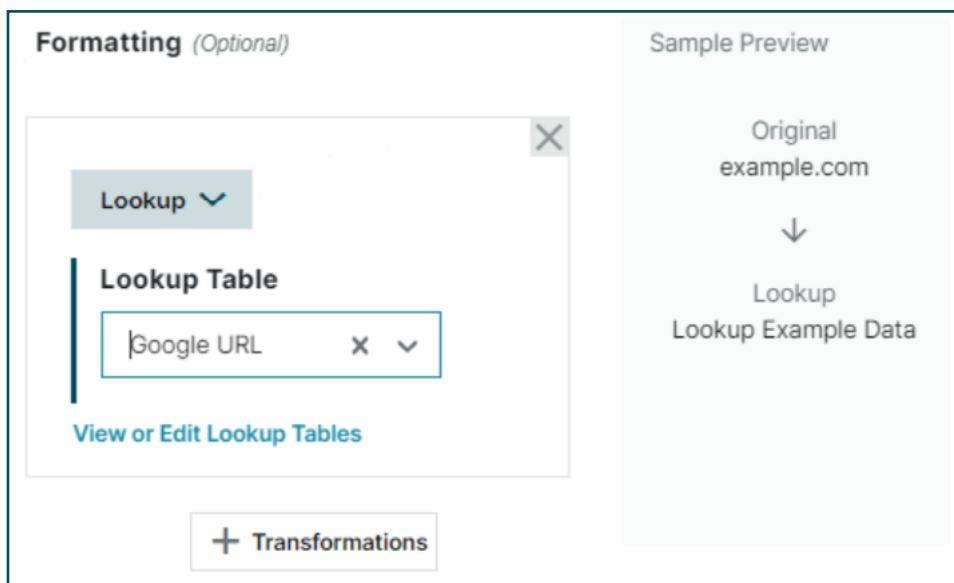 Formatting (Optional)
Lookup
Lookup Table
Google URL
View or Edit Lookup Tables
Transformations
Sample Preview
Original
example.com
Lookup
Lookup Example Data